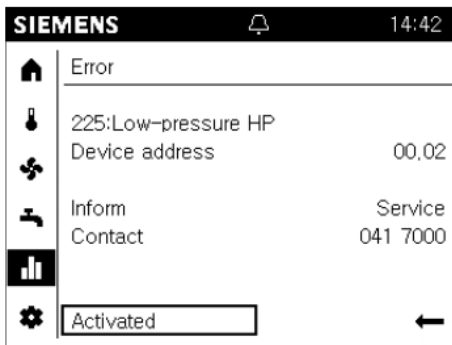 SIEMENS 14:42
Error
225:Low-pressure HP
Device address 00.02
Inform Service
Contact 041 7000
Activated